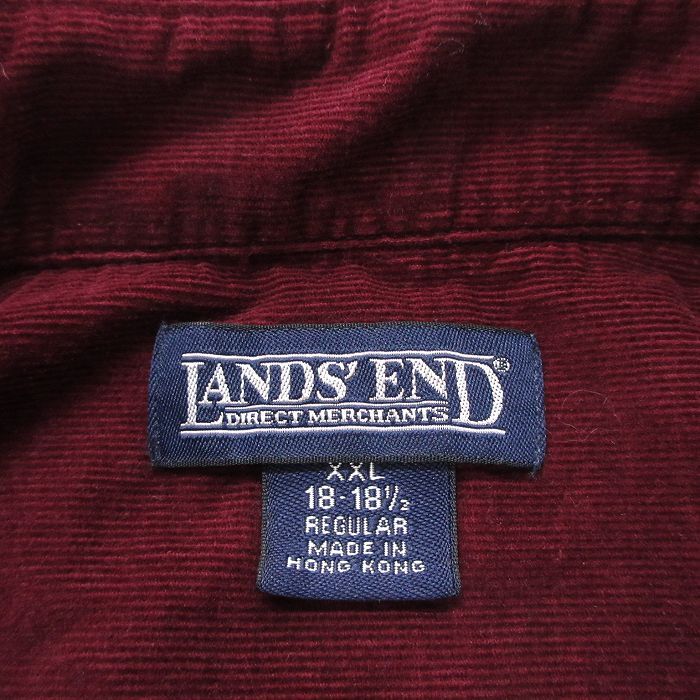 LANDS' END®
DIRECT MERCHANTS
XXL
18-18½
REGULAR
MADE IN
HONG KONG